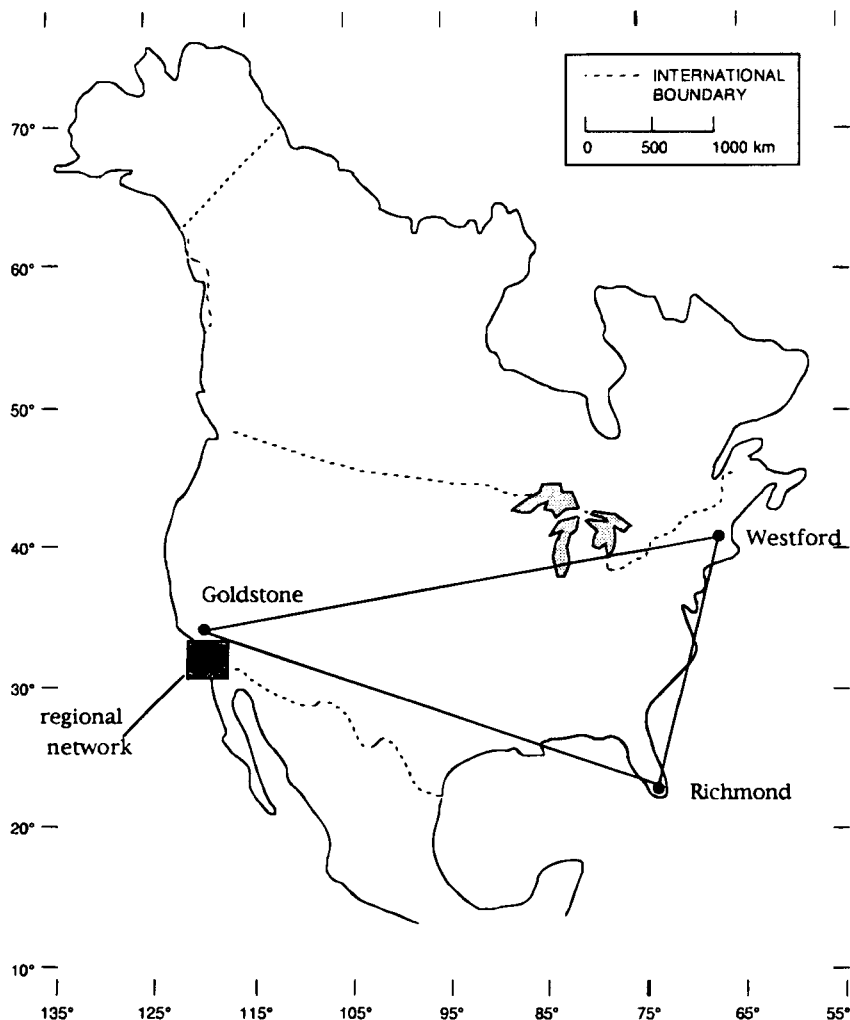 INTERNATIONAL
BOUNDARY
0 500 1000 km
70°
60°
50°
40°
30°
20°
10°
Westford
Goldstone
regional
network
Richmond
135° 125° 115° 105° 95° 85° 75° 65° 55°